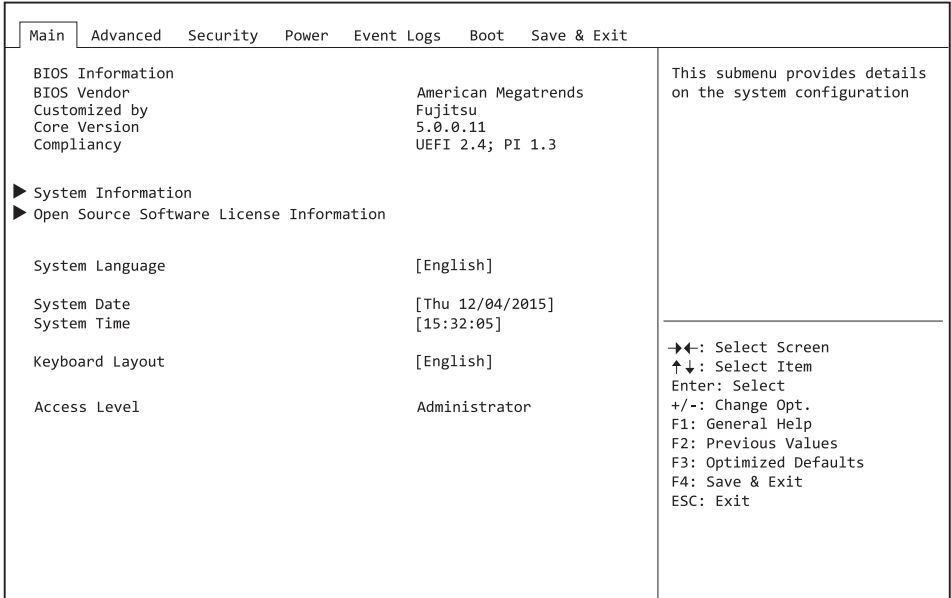 Main Advanced Security Power Event Logs Boot Save & Exit
BIOS Information
BIOS Vendor American Megatrends
Customized by Fujitsu
Core Version 5.0.0.11
Compliancy UEFI 2.4; PI 1.3
▶ System Information
▶ Open Source Software License Information
System Language [English]
System Date [Thu 12/04/2015]
System Time [15:32:05]
Keyboard Layout [English]
Access Level Administrator
This submenu provides details
on the system configuration
→←: Select Screen
↑↓: Select Item
Enter: Select
+/-: Change Opt.
F1: General Help
F2: Previous Values
F3: Optimized Defaults
F4: Save & Exit
ESC: Exit